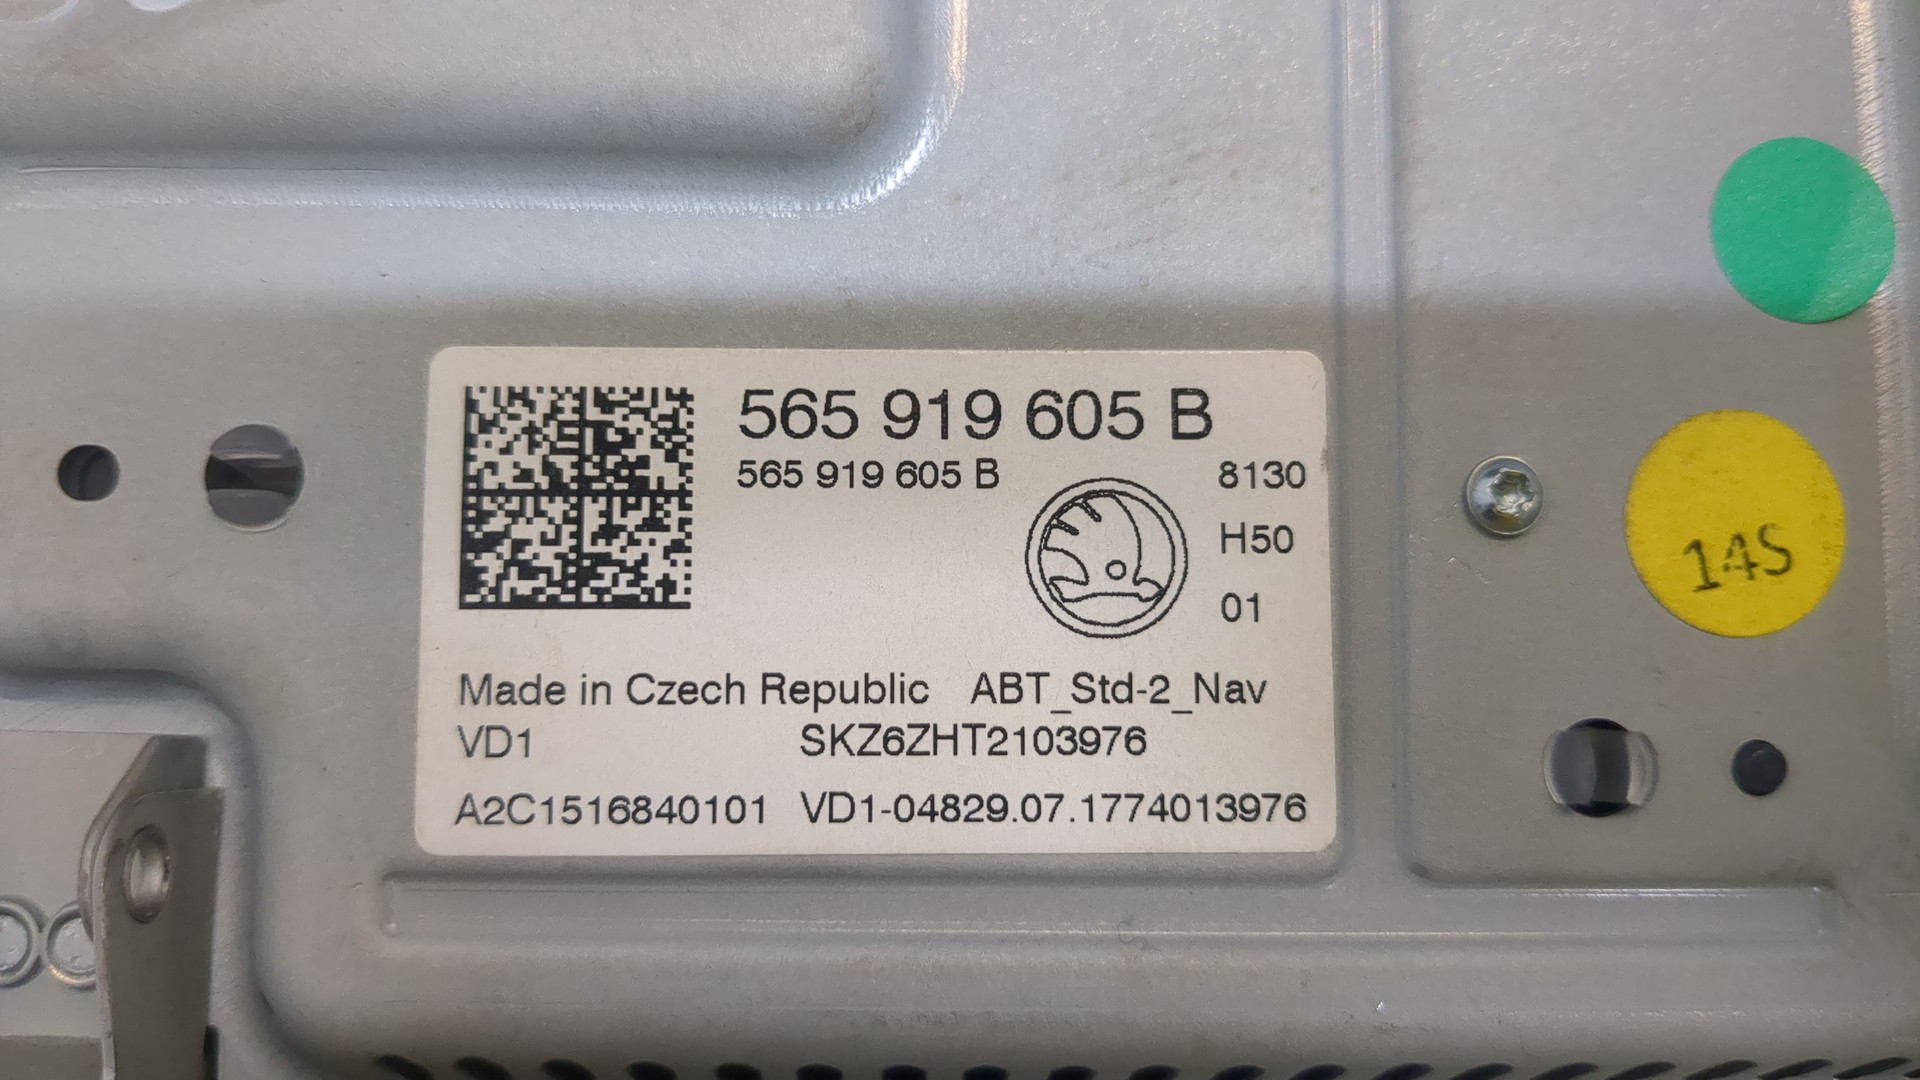 565 919 605 B
565 919 605 B
8130
H50
01
Made in Czech Republic ABT_Std-2_Nav
VD1 SKZ6ZHT2103976
A2C1516840101 VD1-04829.07.1774013976
14S